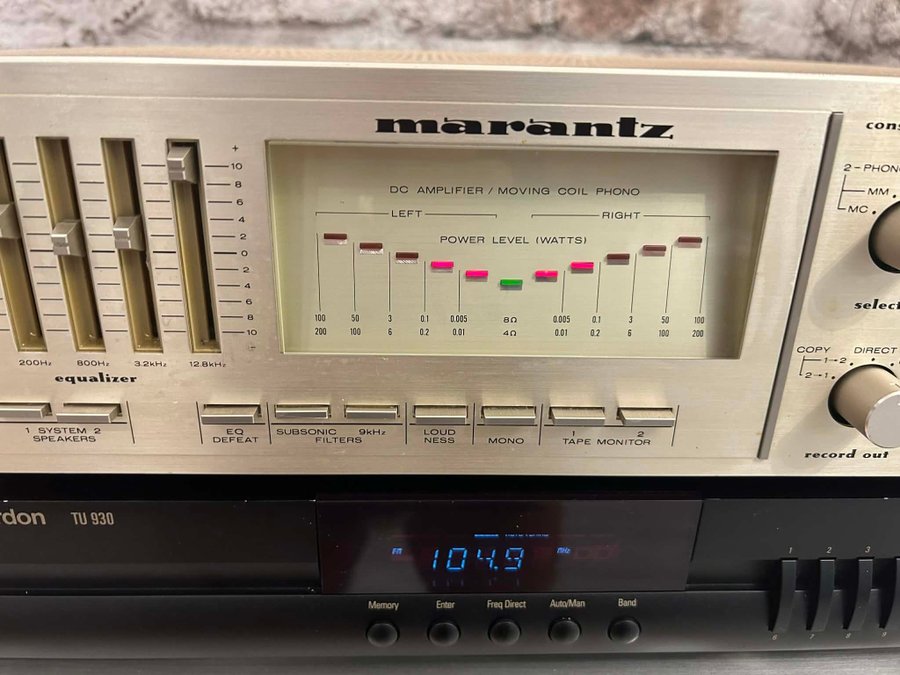 marantz
DC AMPLIFIER / MOVING COIL PHONO
LEFT RIGHT
POWER LEVEL (WATTS)
100 50 3 0.1 0.005 8Ω 0.005 0.1 3 50 100
200 100 6 0.2 0.01 4Ω 0.01 0.2 6 100 200
+
10
8
6
4
2
0
2
4
6
8
10
-
200Hz 800Hz 3.2kHz 12.8kHz
equalizer
1 SYSTEM 2
SPEAKERS
EQ
DEFEAT
SUBSONIC 9kHz
FILTERS
LOUD
NESS
MONO
1 2
TAPE MONITOR
cons
2-PHONO
MM
MC
select
COPY DIRECT
1→2
2→1
record out
rdon TU 930
FM 104.9 MHz
Memory Enter Freq Direct Auto/Man Band
1 2 3
6 7 8 9